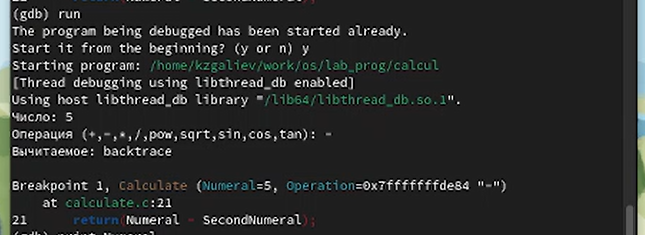 (gdb) run
The program being debugged has been started already.
Start it from the beginning? (y or n) y
Starting program: /home/kzgaliev/work/os/lab_prog/calcul
[Thread debugging using libthread_db enabled]
Using host libthread_db library "/lib64/libthread_db.so.1".
Число: 5
Операция (+,-,*,/,pow,sqrt,sin,cos,tan): -
Вычитаемое: backtrace
Breakpoint 1, Calculate (Numeral=5, Operation=0x7fffffffde84 "-")
at calculate.c:21
21 return(Numeral - SecondNumeral);
(gdb) print Numeral